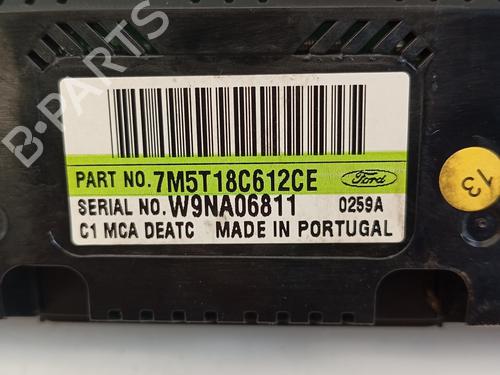 B-PARTS
PART NO.7M5T18C612CE Ford
SERIAL NO.W9NA06811 0259A
C1 MCA DEATC MADE IN PORTUGAL
13